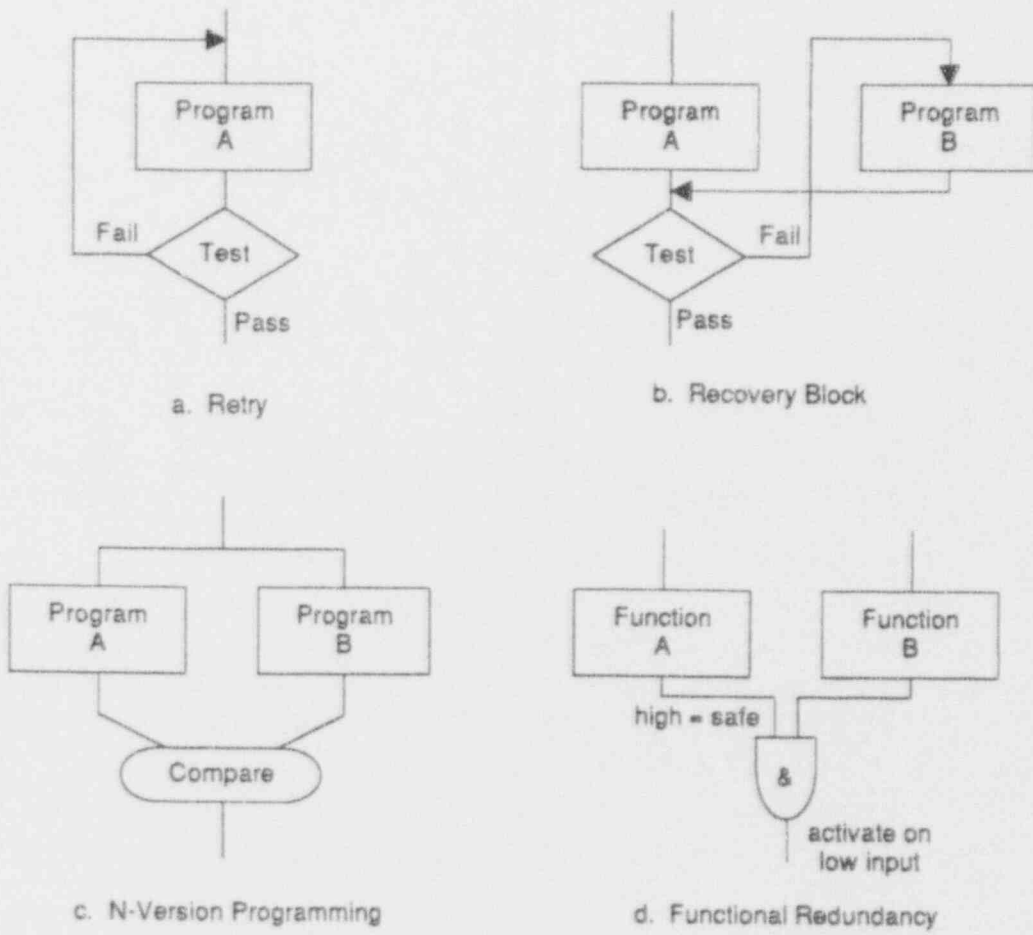 Program
A
Fail
Test
Pass
a. Retry
Program
A
Program
B
Fail
Test
Pass
b. Recovery Block
Program
A
Program
B
Compare
c. N-Version Programming
Function
A
Function
B
high = safe
&
activate on
low input
d. Functional Redundancy